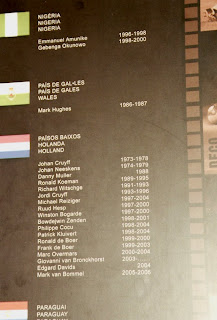 NIGÈRIA
NIGERIA
NIGERIA
Emmanuel Amunike 1996-1998
Gebenga Okunowo 1998-2000
PAÍS DE GAL·LES
PAÍS DE GALES
WALES
Mark Hughes 1986-1987
PAÏSOS BAIXOS
HOLANDA
HOLLAND
Johan Cruyff 1973-1978
Johan Neeskens 1974-1979
Danny Muller 1988
Ronald Koeman 1989-1995
Richard Witschge 1991-1993
Jordi Cruyff 1993-1996
Michael Reiziger 1997-2004
Ruud Hesp 1997-2000
Winston Bogarde 1997-2000
Bowdejwin Zenden 1998-2001
Philippe Cocu 1998-2004
Patrick Kluivert 1998-2004
Ronald de Boer 1999-2000
Frank de Boer 1999-2003
Marc Overmars 2000-2004
Giovanni van Bronckhorst 2003-
Edgard Davids 2004
Mark van Bommel 2005-2006
PARAGUAI
PARAGUAY